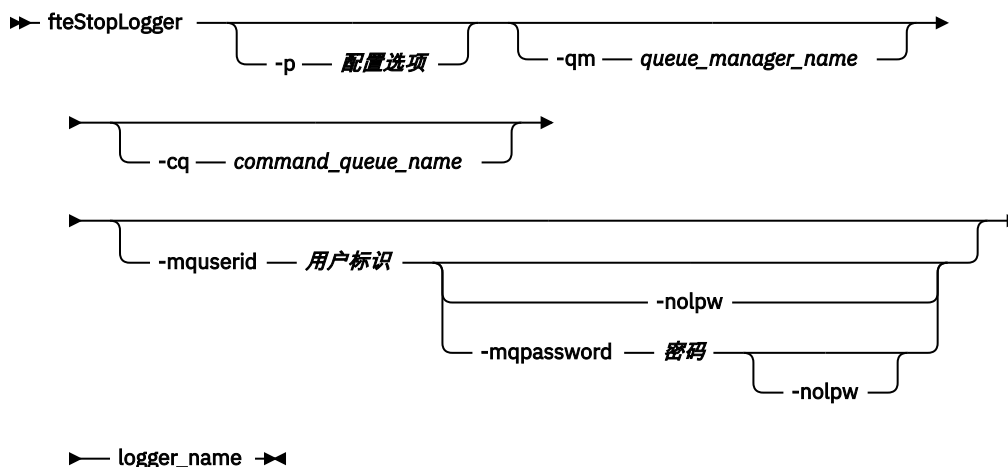 fteStopLogger
-p 配置选项 -qm queue_manager_name
-cq command_queue_name
-mquserid 用户标识
-nolpw
-mqpassword 密码
-nolpw
logger_name